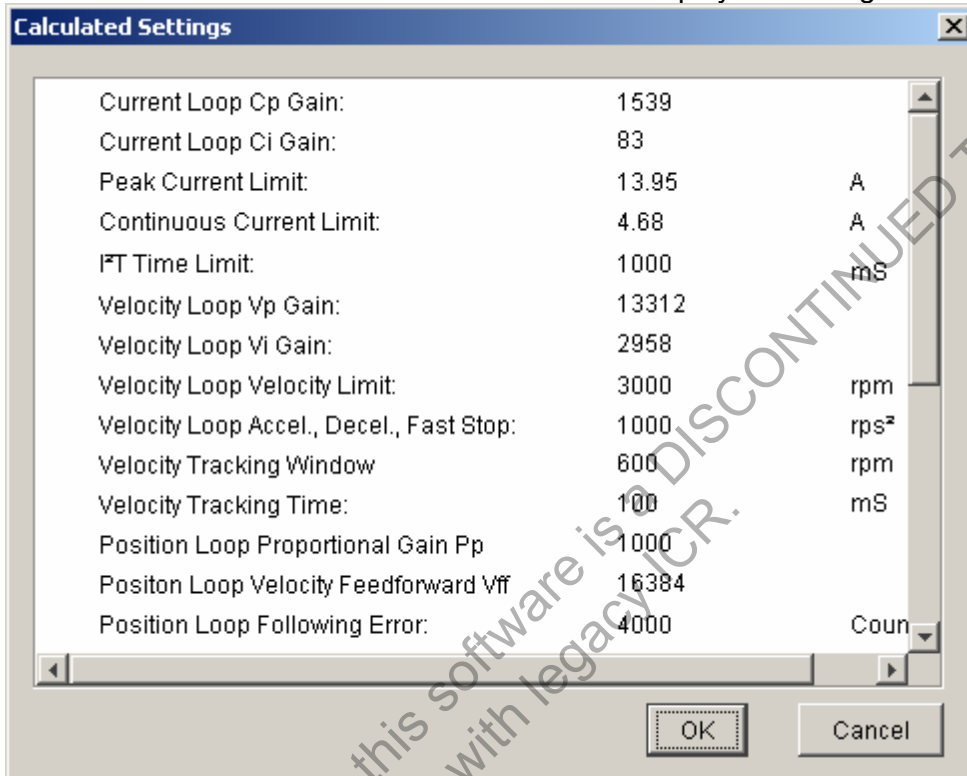 Calculated Settings
Current Loop Cp Gain: 1539
Current Loop Ci Gain: 83
Peak Current Limit: 13.95 A
Continuous Current Limit: 4.68 A
I²T Time Limit: 1000 mS
Velocity Loop Vp Gain: 13312
Velocity Loop Vi Gain: 2958
Velocity Loop Velocity Limit: 3000 rpm
Velocity Loop Accel., Decel., Fast Stop: 1000 rps²
Velocity Tracking Window 600 rpm
Velocity Tracking Time: 100 mS
Position Loop Proportional Gain Pp 1000
Positon Loop Velocity Feedforward Vff 16384
Position Loop Following Error: 4000 Coun
OK Cancel
this software is a DISCONTINUED
with legacy JCR.